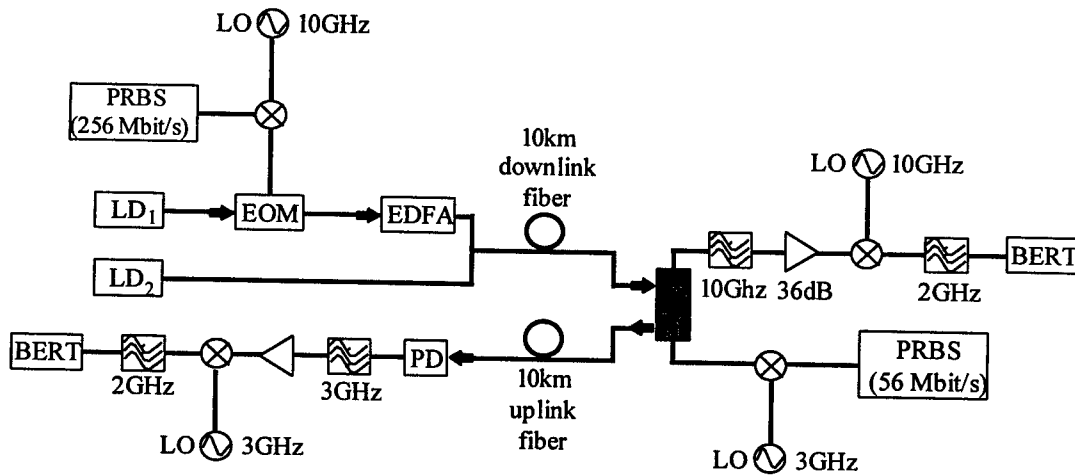 LO 10GHz
PRBS
(256 Mbit/s)
10km
downlink
fiber
LO 10GHz
LD1
EOM
EDFA
LD2
10Ghz
36dB
2GHz
BERT
BERT
2GHz
3GHz
PD
10km
uplink
fiber
PRBS
(56 Mbit/s)
LO 3GHz
LO 3GHz